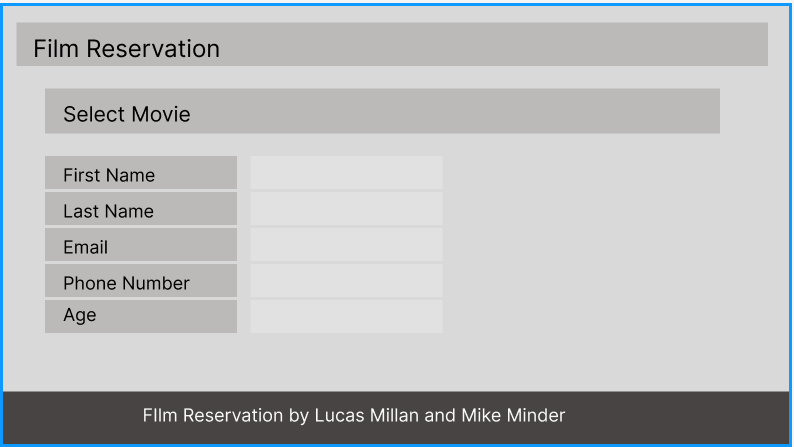 Film Reservation
Select Movie
First Name
Last Name
Email
Phone Number
Age
FIlm Reservation by Lucas Millan and Mike Minder